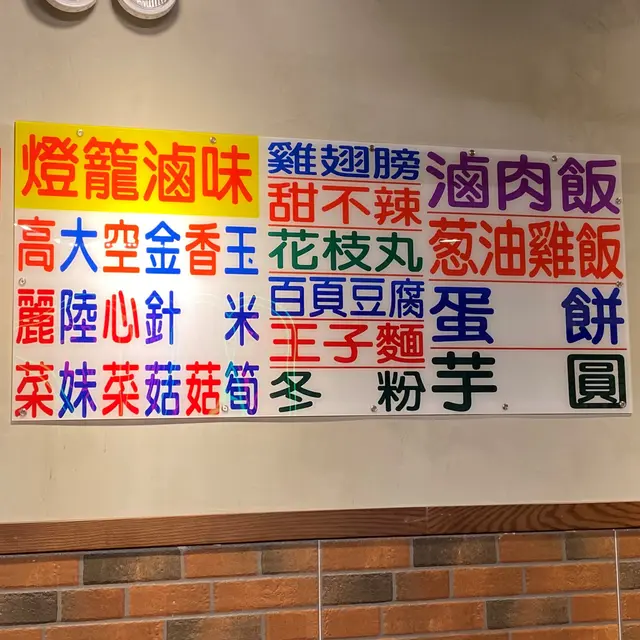 燈籠滷味
高麗菜
大陸妹
空心菜
金針菇
香菇
玉米筍
雞翅膀
甜不辣
花枝丸
百頁豆腐
王子麵
冬粉
滷肉飯
葱油雞飯
蛋餅
芋圓